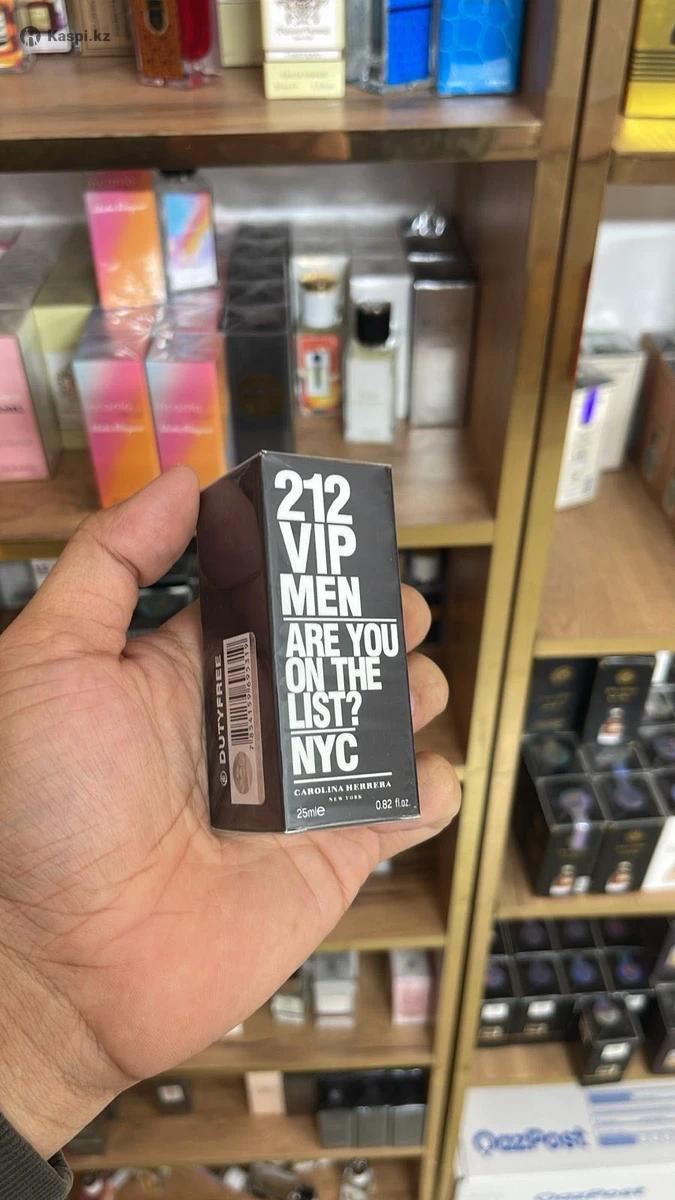 Kaspi.kz
212
VIP
MEN
ARE YOU
ON THE
LIST?
NYC
CAROLINA HERRERA
NEW YORK
25ml℮ 0.82 fl.oz.
DUTYFREE
QazPost
QazPost